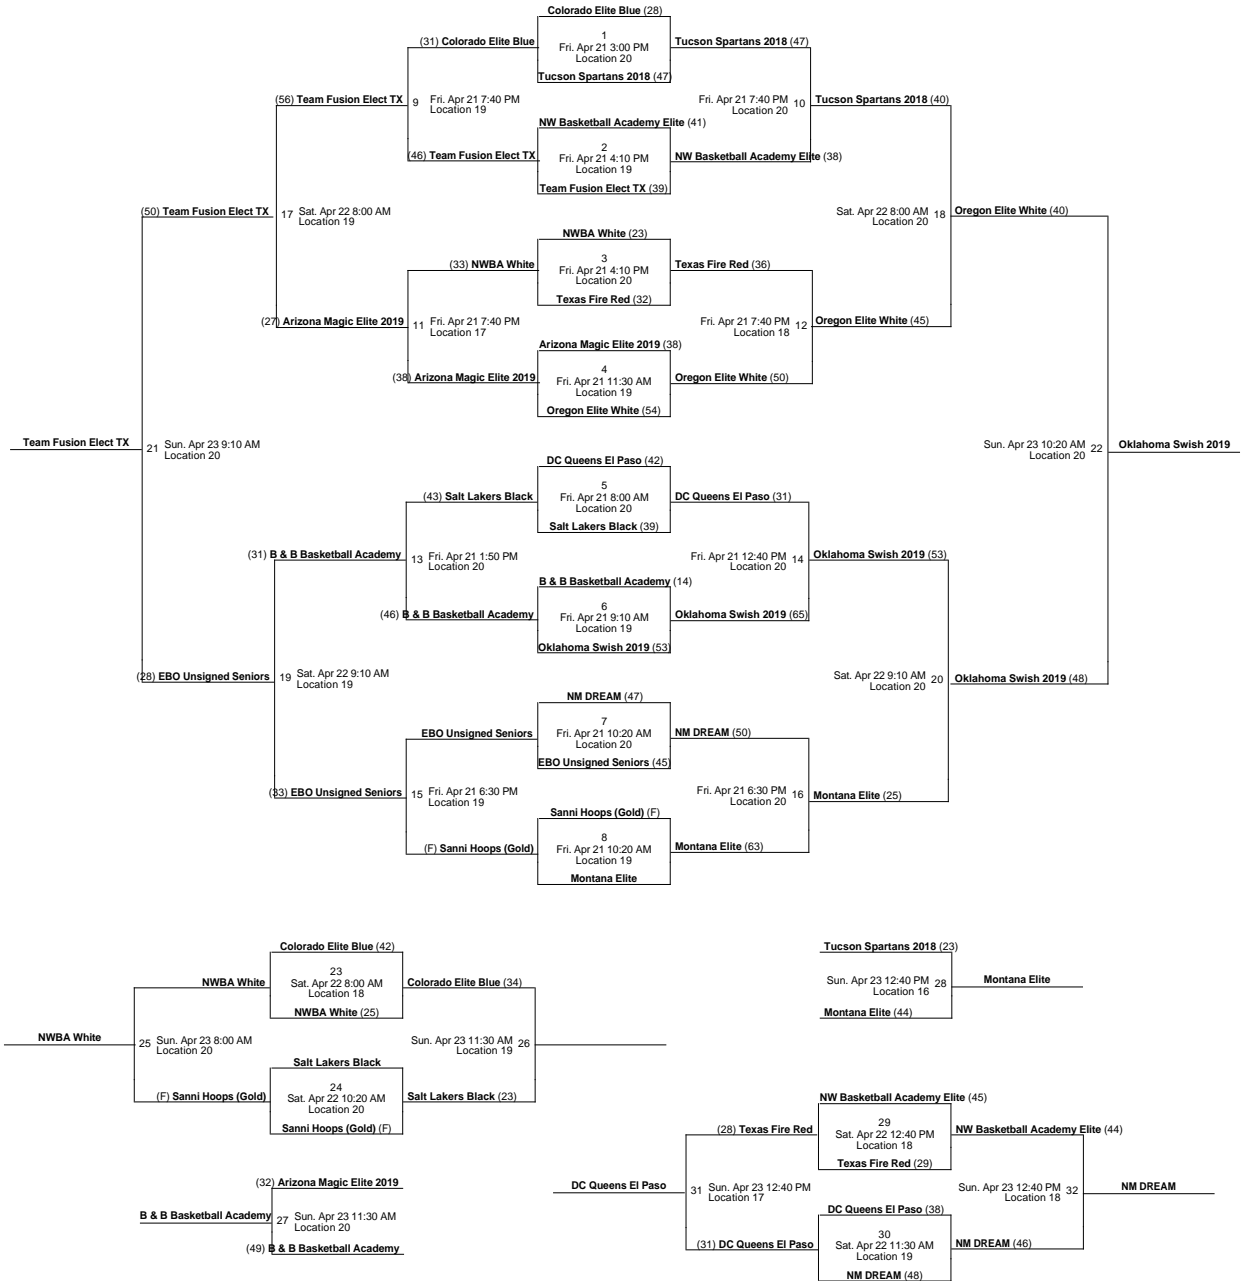 Colorado Elite Blue (28)
(31) Colorado Elite Blue
1
Fri. Apr 21 3:00 PM
Location 20
Tucson Spartans 2018 (47)
Tucson Spartans 2018 (47)
(56) Team Fusion Elect TX
9 Fri. Apr 21 7:40 PM
Location 19
Fri. Apr 21 7:40 PM 10
Location 20
Tucson Spartans 2018 (40)
NW Basketball Academy Elite (41)
(46) Team Fusion Elect TX
2
Fri. Apr 21 4:10 PM
Location 19
NW Basketball Academy Elite (38)
Team Fusion Elect TX (39)
(50) Team Fusion Elect TX
17 Sat. Apr 22 8:00 AM
Location 19
Sat. Apr 22 8:00 AM 18
Location 20
Oregon Elite White (40)
NWBA White (23)
(33) NWBA White
3
Fri. Apr 21 4:10 PM
Location 20
Texas Fire Red (36)
Texas Fire Red (32)
(27) Arizona Magic Elite 2019
11 Fri. Apr 21 7:40 PM
Location 17
Fri. Apr 21 7:40 PM 12
Location 18
Oregon Elite White (45)
Arizona Magic Elite 2019 (38)
(38) Arizona Magic Elite 2019
4
Fri. Apr 21 11:30 AM
Location 19
Oregon Elite White (50)
Oregon Elite White (54)
Team Fusion Elect TX
21 Sun. Apr 23 9:10 AM
Location 20
Sun. Apr 23 10:20 AM 22
Location 20
Oklahoma Swish 2019
DC Queens El Paso (42)
(43) Salt Lakers Black
5
Fri. Apr 21 8:00 AM
Location 20
DC Queens El Paso (31)
Salt Lakers Black (39)
(31) B & B Basketball Academy
13 Fri. Apr 21 1:50 PM
Location 20
Fri. Apr 21 12:40 PM 14
Location 20
Oklahoma Swish 2019 (53)
B & B Basketball Academy (14)
(46) B & B Basketball Academy
6
Fri. Apr 21 9:10 AM
Location 19
Oklahoma Swish 2019 (65)
Oklahoma Swish 2019 (53)
(28) EBO Unsigned Seniors
19 Sat. Apr 22 9:10 AM
Location 19
Sat. Apr 22 9:10 AM 20
Location 20
Oklahoma Swish 2019 (48)
NM DREAM (47)
EBO Unsigned Seniors
7
Fri. Apr 21 10:20 AM
Location 20
NM DREAM (50)
EBO Unsigned Seniors (45)
(33) EBO Unsigned Seniors
15 Fri. Apr 21 6:30 PM
Location 19
Fri. Apr 21 6:30 PM 16
Location 20
Montana Elite (25)
Sanni Hoops (Gold) (F)
(F) Sanni Hoops (Gold)
8
Fri. Apr 21 10:20 AM
Location 19
Montana Elite (63)
Montana Elite
Colorado Elite Blue (42)
NWBA White
23
Sat. Apr 22 8:00 AM
Location 18
Colorado Elite Blue (34)
NWBA White (25)
NWBA White
25 Sun. Apr 23 8:00 AM
Location 20
Sun. Apr 23 11:30 AM 26
Location 19
Salt Lakers Black
(F) Sanni Hoops (Gold)
24
Sat. Apr 22 10:20 AM
Location 20
Salt Lakers Black (23)
Sanni Hoops (Gold) (F)
Tucson Spartans 2018 (23)
Sun. Apr 23 12:40 PM 28
Location 16
Montana Elite
Montana Elite (44)
(32) Arizona Magic Elite 2019
B & B Basketball Academy
27 Sun. Apr 23 11:30 AM
Location 20
(49) B & B Basketball Academy
NW Basketball Academy Elite (45)
(28) Texas Fire Red
29
Sat. Apr 22 12:40 PM
Location 18
NW Basketball Academy Elite (44)
Texas Fire Red (29)
DC Queens El Paso
31 Sun. Apr 23 12:40 PM
Location 17
Sun. Apr 23 12:40 PM 32
Location 18
NM DREAM
DC Queens El Paso (38)
(31) DC Queens El Paso
30
Sat. Apr 22 11:30 AM
Location 19
NM DREAM (46)
NM DREAM (48)